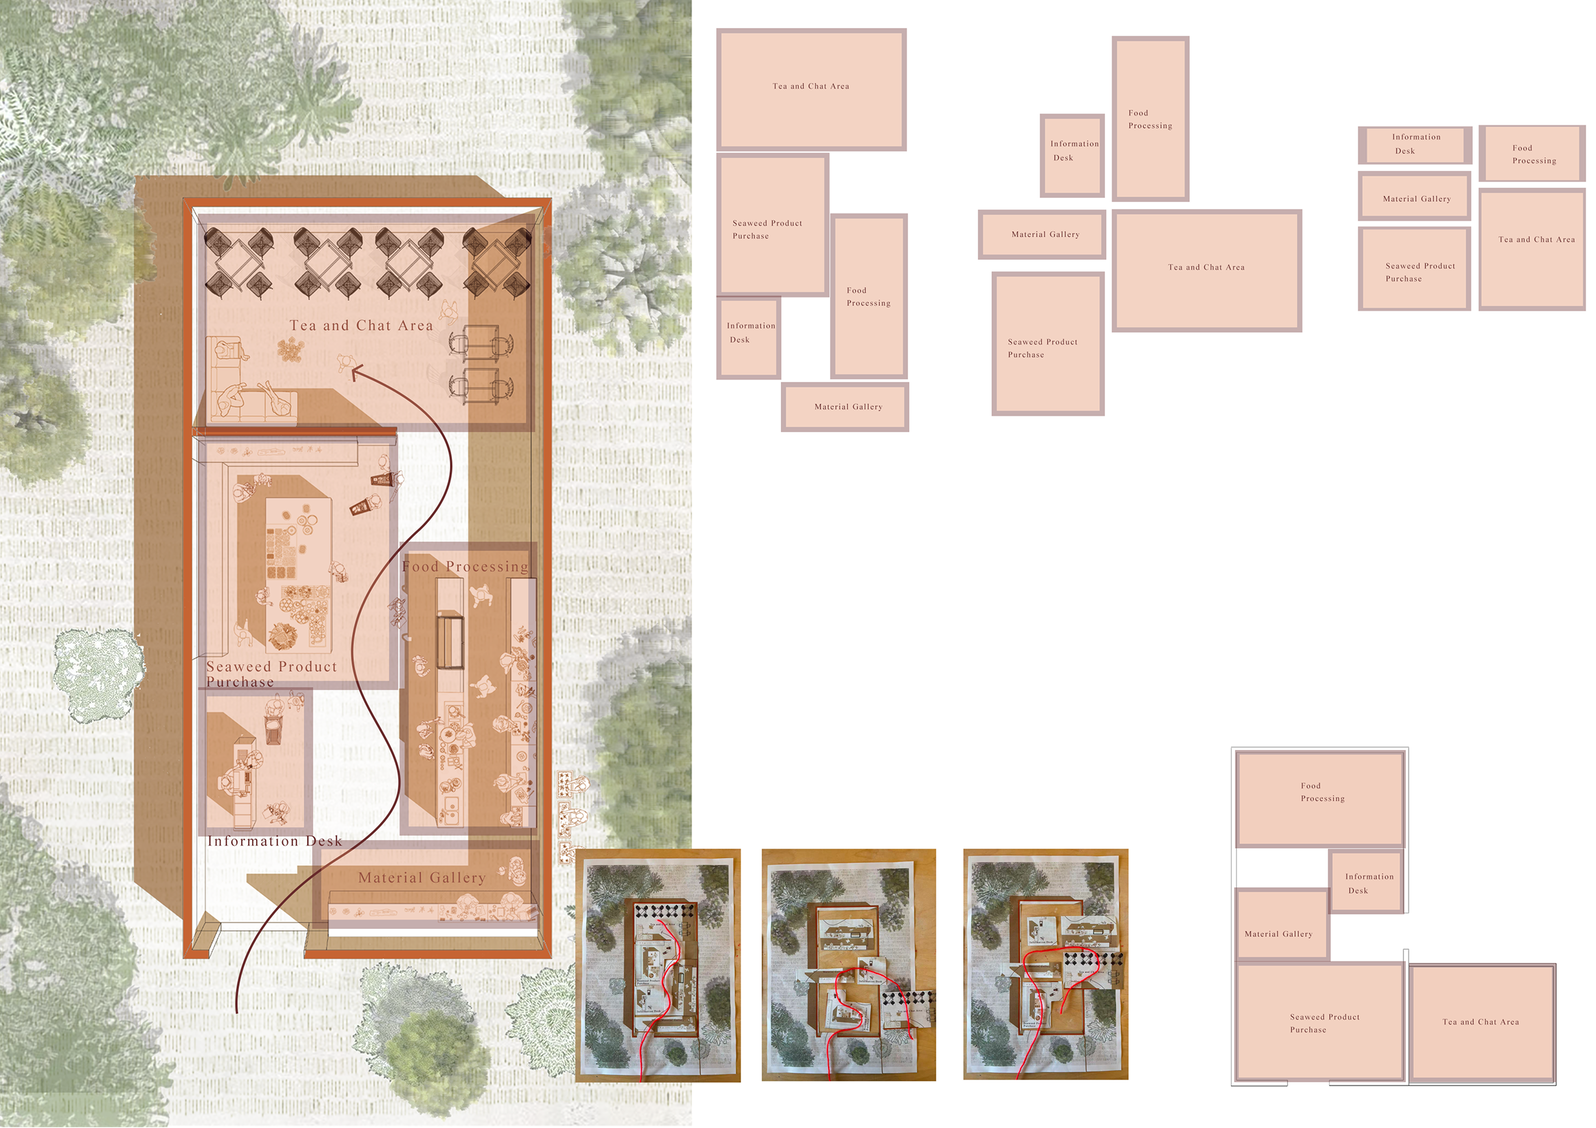 Tea and Chat Area
Food Processing
Seaweed Product
Purchase
Information Desk
Material Gallery
Tea and Chat Area
Seaweed Product
Purchase
Food
Processing
Information
Desk
Material Gallery
Food
Processing
Information
Desk
Material Gallery
Tea and Chat Area
Seaweed Product
Purchase
Information
Desk
Food
Processing
Material Gallery
Tea and Chat Area
Seaweed Product
Purchase
Food
Processing
Information
Desk
Material Gallery
Seaweed Product
Purchase
Tea and Chat Area